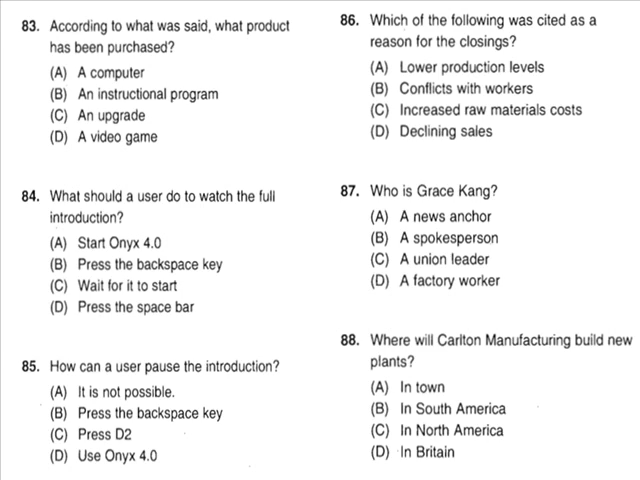 83. According to what was said, what product
has been purchased?
(A) A computer
(B) An instructional program
(C) An upgrade
(D) A video game
84. What should a user do to watch the full
introduction?
(A) Start Onyx 4.0
(B) Press the backspace key
(C) Wait for it to start
(D) Press the space bar
85. How can a user pause the introduction?
(A) It is not possible.
(B) Press the backspace key
(C) Press D2
(D) Use Onyx 4.0
86. Which of the following was cited as a
reason for the closings?
(A) Lower production levels
(B) Conflicts with workers
(C) Increased raw materials costs
(D) Declining sales
87. Who is Grace Kang?
(A) A news anchor
(B) A spokesperson
(C) A union leader
(D) A factory worker
88. Where will Carlton Manufacturing build new
plants?
(A) In town
(B) In South America
(C) In North America
(D) In Britain